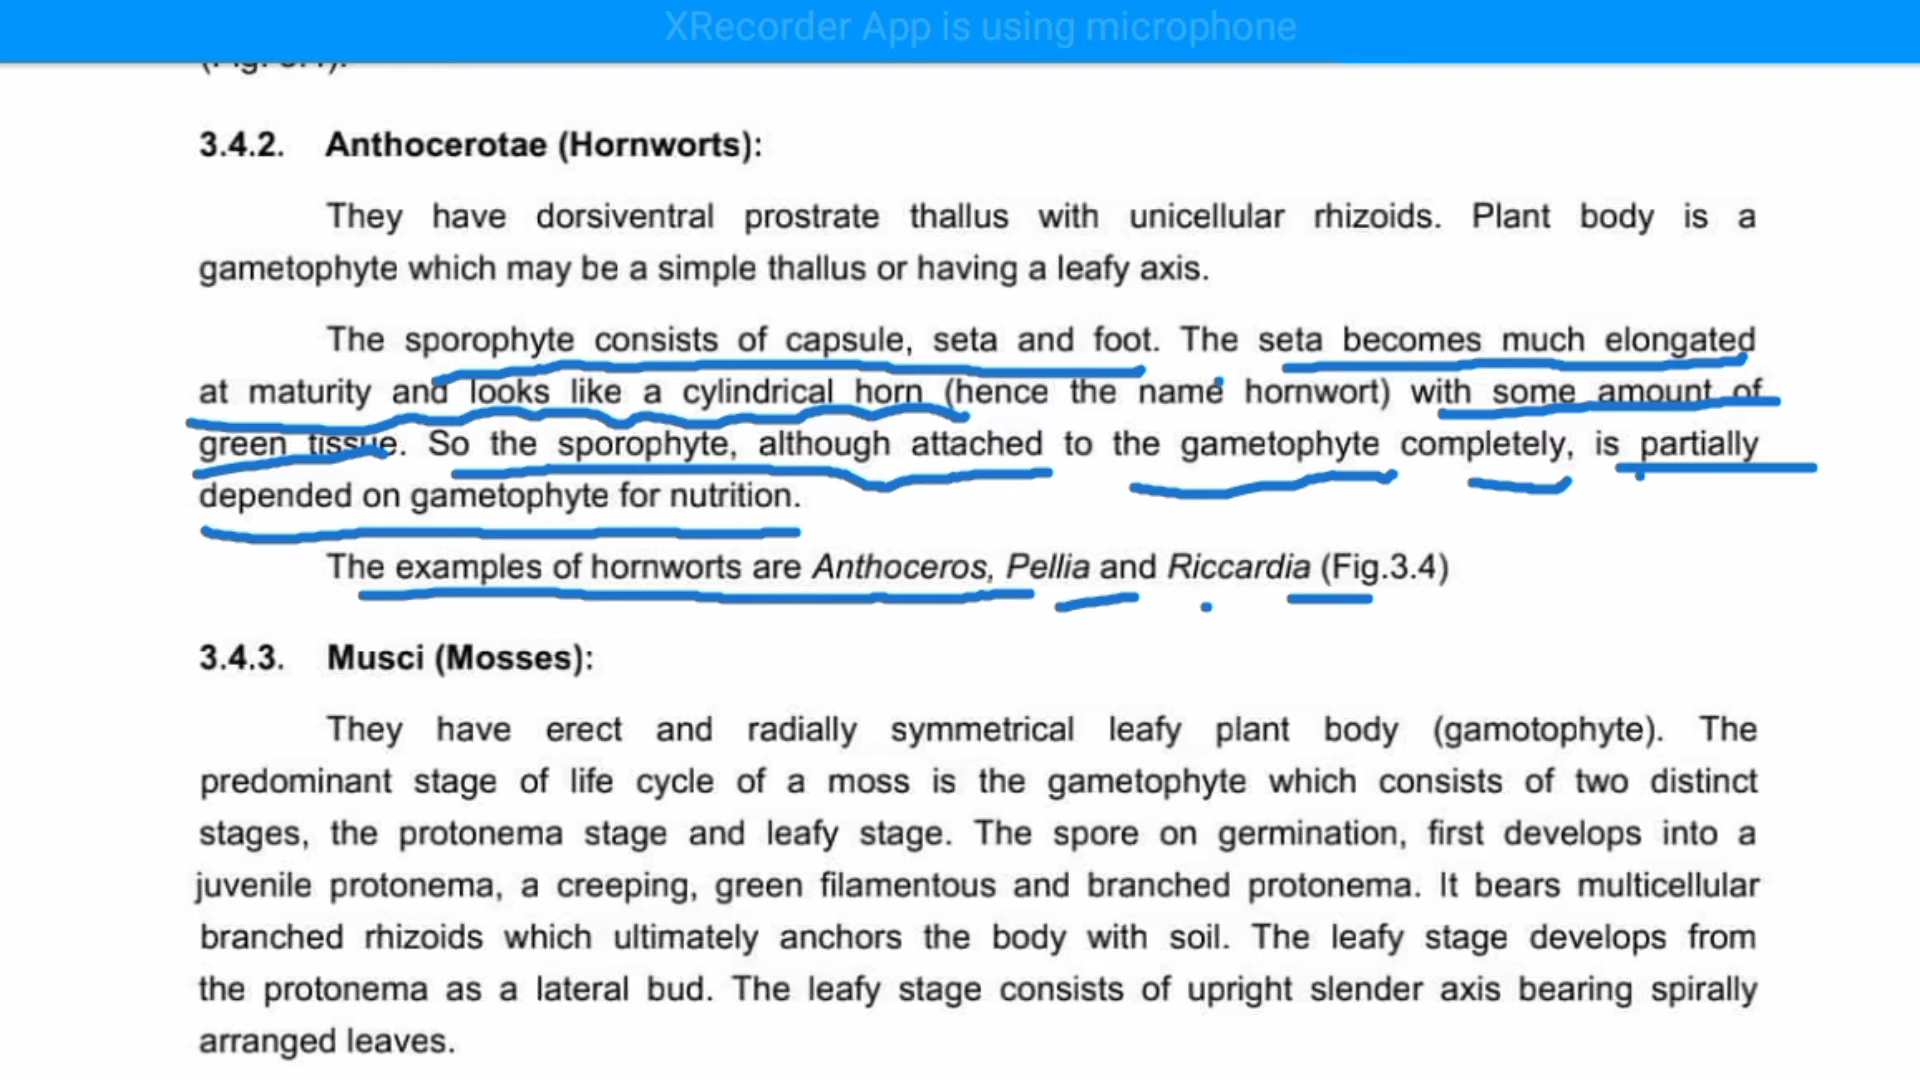 XRecorder App is using microphone
3.4.2. Anthocerotae (Hornworts):
They have dorsiventral prostrate thallus with unicellular rhizoids. Plant body is a
gametophyte which may be a simple thallus or having a leafy axis.
The sporophyte consists of capsule, seta and foot. The seta becomes much elongated
at maturity and looks like a cylindrical horn (hence the name hornwort) with some amount of
green tissue. So the sporophyte, although attached to the gametophyte completely, is partially
depended on gametophyte for nutrition.
The examples of hornworts are Anthoceros, Pellia and Riccardia (Fig.3.4)
3.4.3. Musci (Mosses):
They have erect and radially symmetrical leafy plant body (gamotophyte). The
predominant stage of life cycle of a moss is the gametophyte which consists of two distinct
stages, the protonema stage and leafy stage. The spore on germination, first develops into a
juvenile protonema, a creeping, green filamentous and branched protonema. It bears multicellular
branched rhizoids which ultimately anchors the body with soil. The leafy stage develops from
the protonema as a lateral bud. The leafy stage consists of upright slender axis bearing spirally
arranged leaves.